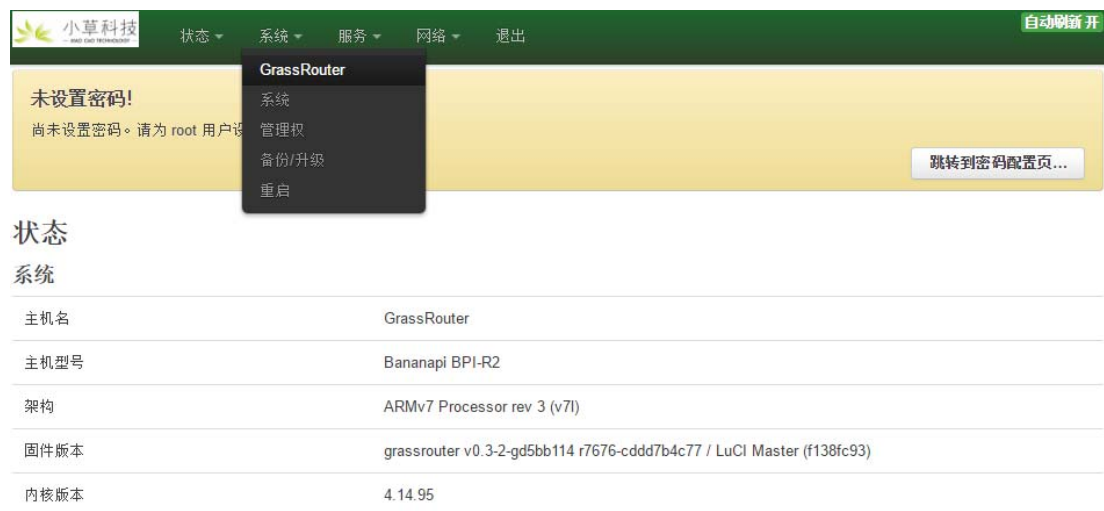 小草科技
XIAO CAO TECHNOLOGY
状态 系统 服务 网络 退出
自动刷新 开
GrassRouter
系统
管理权
备份/升级
重启
未设置密码!
尚未设置密码。请为 root 用户设
跳转到密码配置页...
状态
系统
主机名 GrassRouter
主机型号 Bananapi BPI-R2
架构 ARMv7 Processor rev 3 (v7l)
固件版本 grassrouter v0.3-2-gd5bb114 r7676-cddd7b4c77 / LuCI Master (f138fc93)
内核版本 4.14.95